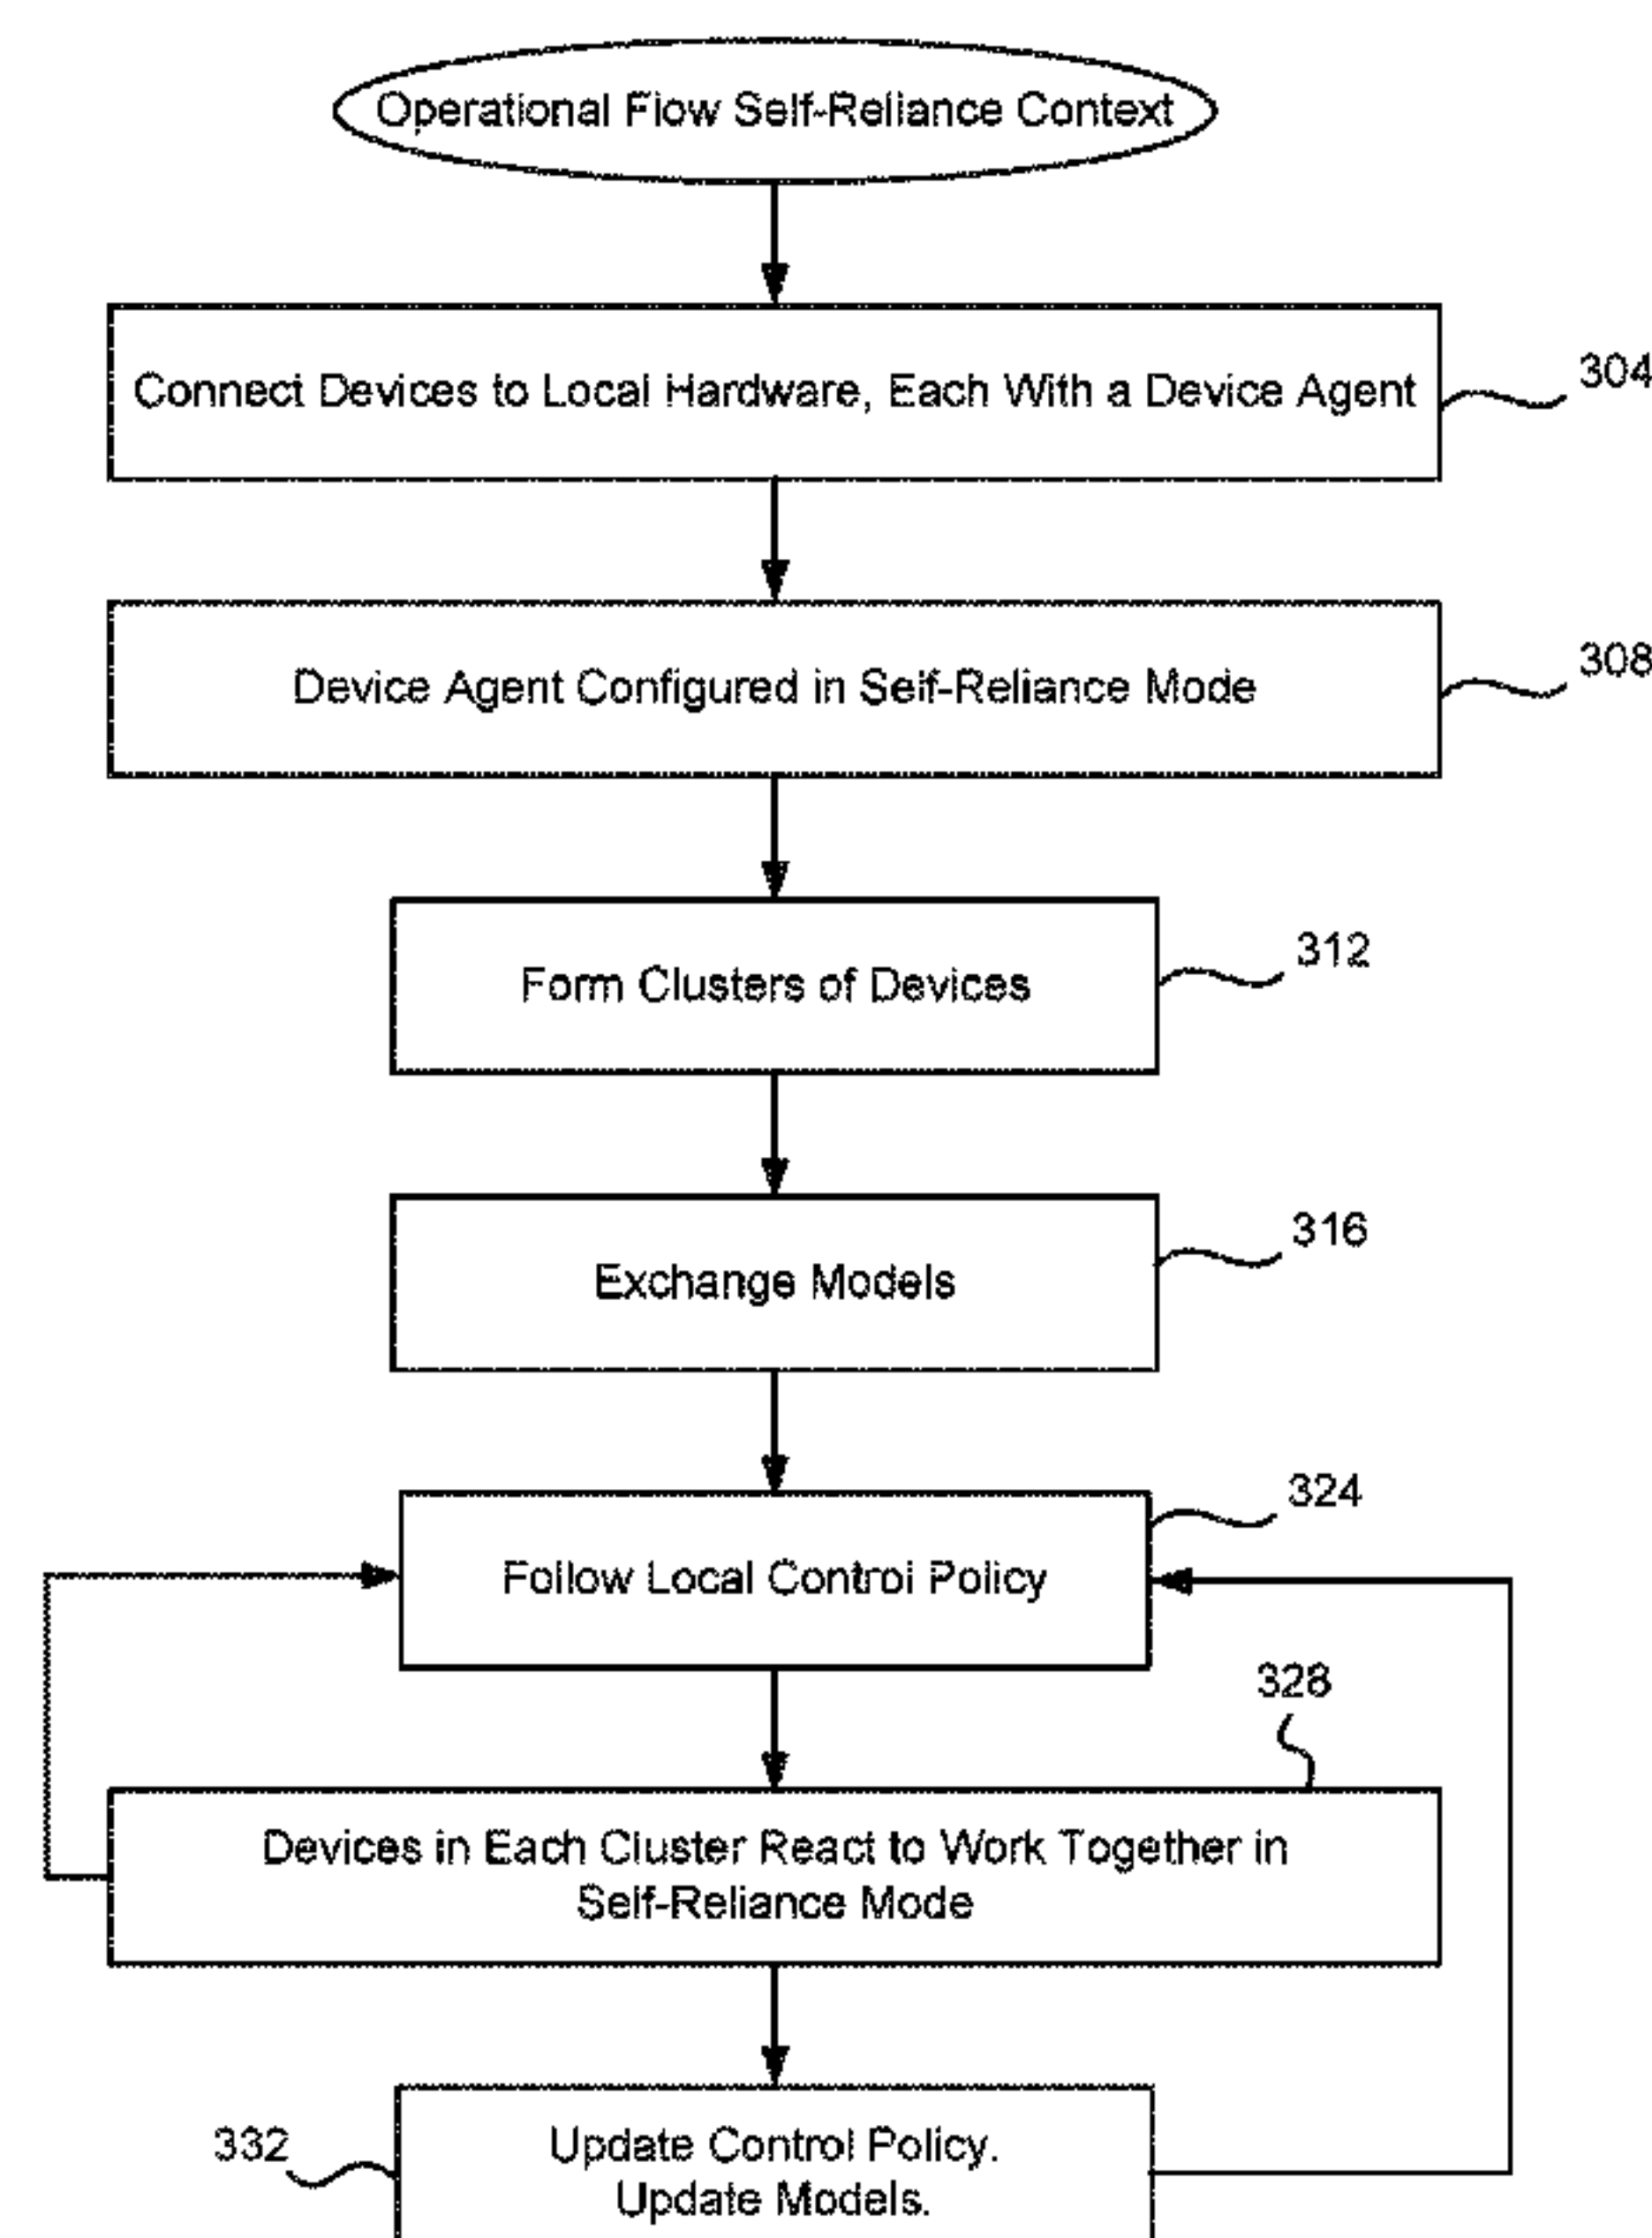 Operational Flow Self-Reliance Context
Connect Devices to Local Hardware, Each With a Device Agent
304
Device Agent Configured in Self-Reliance Mode
308
Form Clusters of Devices
312
Exchange Models
316
Follow Local Control Policy
324
328
Devices in Each Cluster React to Work Together in
Self-Reliance Mode
332
Update Control Policy.
Update Models.